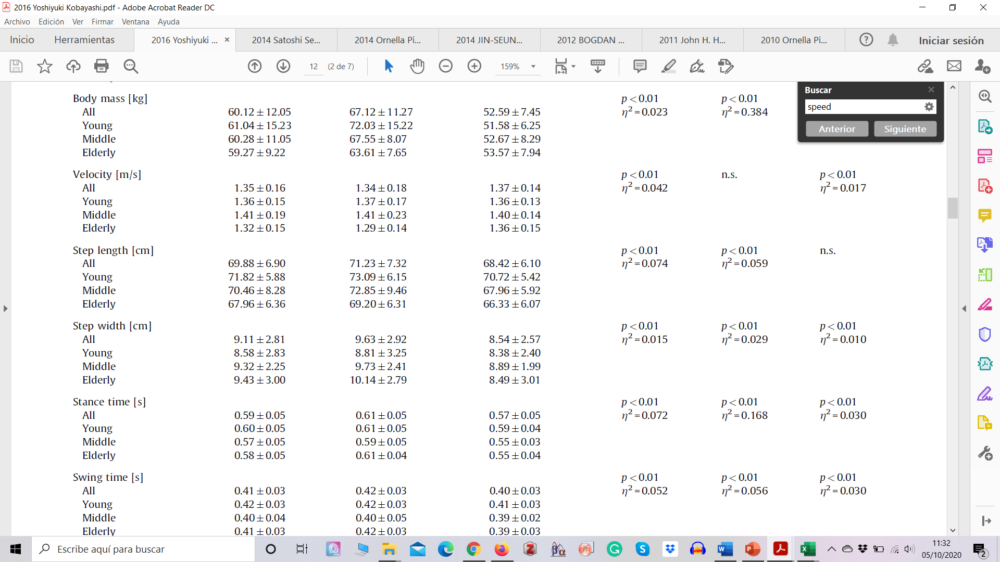 2016 Yoshiyuki Kobayashi.pdf - Adobe Acrobat Reader DC
Archivo Edición Ver Firmar Ventana Ayuda
Inicio Herramientas 2016 Yoshiyuki ... × 2014 Satoshi Se... 2014 Ornella Pi... 2014 JIN-SEUN... 2012 BOGDAN ... 2011 John H. H... 2010 Ornella Pi... Iniciar sesión
12 (2 de 7) 159%
Buscar
speed
Anterior Siguiente
Body mass [kg] p < 0.01 p < 0.01
All 60.12 ± 12.05 67.12 ± 11.27 52.59 ± 7.45 η² = 0.023 η² = 0.384
Young 61.04 ± 15.23 72.03 ± 15.22 51.58 ± 6.25
Middle 60.28 ± 11.05 67.55 ± 8.07 52.67 ± 8.29
Elderly 59.27 ± 9.22 63.61 ± 7.65 53.57 ± 7.94
Velocity [m/s] p < 0.01 n.s. p < 0.01
All 1.35 ± 0.16 1.34 ± 0.18 1.37 ± 0.14 η² = 0.042 η² = 0.017
Young 1.36 ± 0.15 1.37 ± 0.17 1.36 ± 0.13
Middle 1.41 ± 0.19 1.41 ± 0.23 1.40 ± 0.14
Elderly 1.32 ± 0.15 1.29 ± 0.14 1.36 ± 0.15
Step length [cm] p < 0.01 p < 0.01 n.s.
All 69.88 ± 6.90 71.23 ± 7.32 68.42 ± 6.10 η² = 0.074 η² = 0.059
Young 71.82 ± 5.88 73.09 ± 6.15 70.72 ± 5.42
Middle 70.46 ± 8.28 72.85 ± 9.46 67.96 ± 5.92
Elderly 67.96 ± 6.36 69.20 ± 6.31 66.33 ± 6.07
Step width [cm] p < 0.01 p < 0.01 p < 0.01
All 9.11 ± 2.81 9.63 ± 2.92 8.54 ± 2.57 η² = 0.015 η² = 0.029 η² = 0.010
Young 8.58 ± 2.83 8.81 ± 3.25 8.38 ± 2.40
Middle 9.32 ± 2.25 9.73 ± 2.41 8.89 ± 1.99
Elderly 9.43 ± 3.00 10.14 ± 2.79 8.49 ± 3.01
Stance time [s] p < 0.01 p < 0.01 p < 0.01
All 0.59 ± 0.05 0.61 ± 0.05 0.57 ± 0.05 η² = 0.072 η² = 0.168 η² = 0.030
Young 0.60 ± 0.05 0.61 ± 0.05 0.59 ± 0.04
Middle 0.57 ± 0.05 0.59 ± 0.05 0.55 ± 0.03
Elderly 0.58 ± 0.05 0.61 ± 0.04 0.55 ± 0.04
Swing time [s] p < 0.01 p < 0.01 p < 0.01
All 0.41 ± 0.03 0.42 ± 0.03 0.40 ± 0.03 η² = 0.052 η² = 0.056 η² = 0.030
Young 0.42 ± 0.03 0.42 ± 0.03 0.41 ± 0.03
Middle 0.40 ± 0.04 0.40 ± 0.05 0.39 ± 0.02
Elderly 0.41 ± 0.03 0.42 ± 0.03 0.39 ± 0.03
Escribe aquí para buscar
11:32
05/10/2020
2